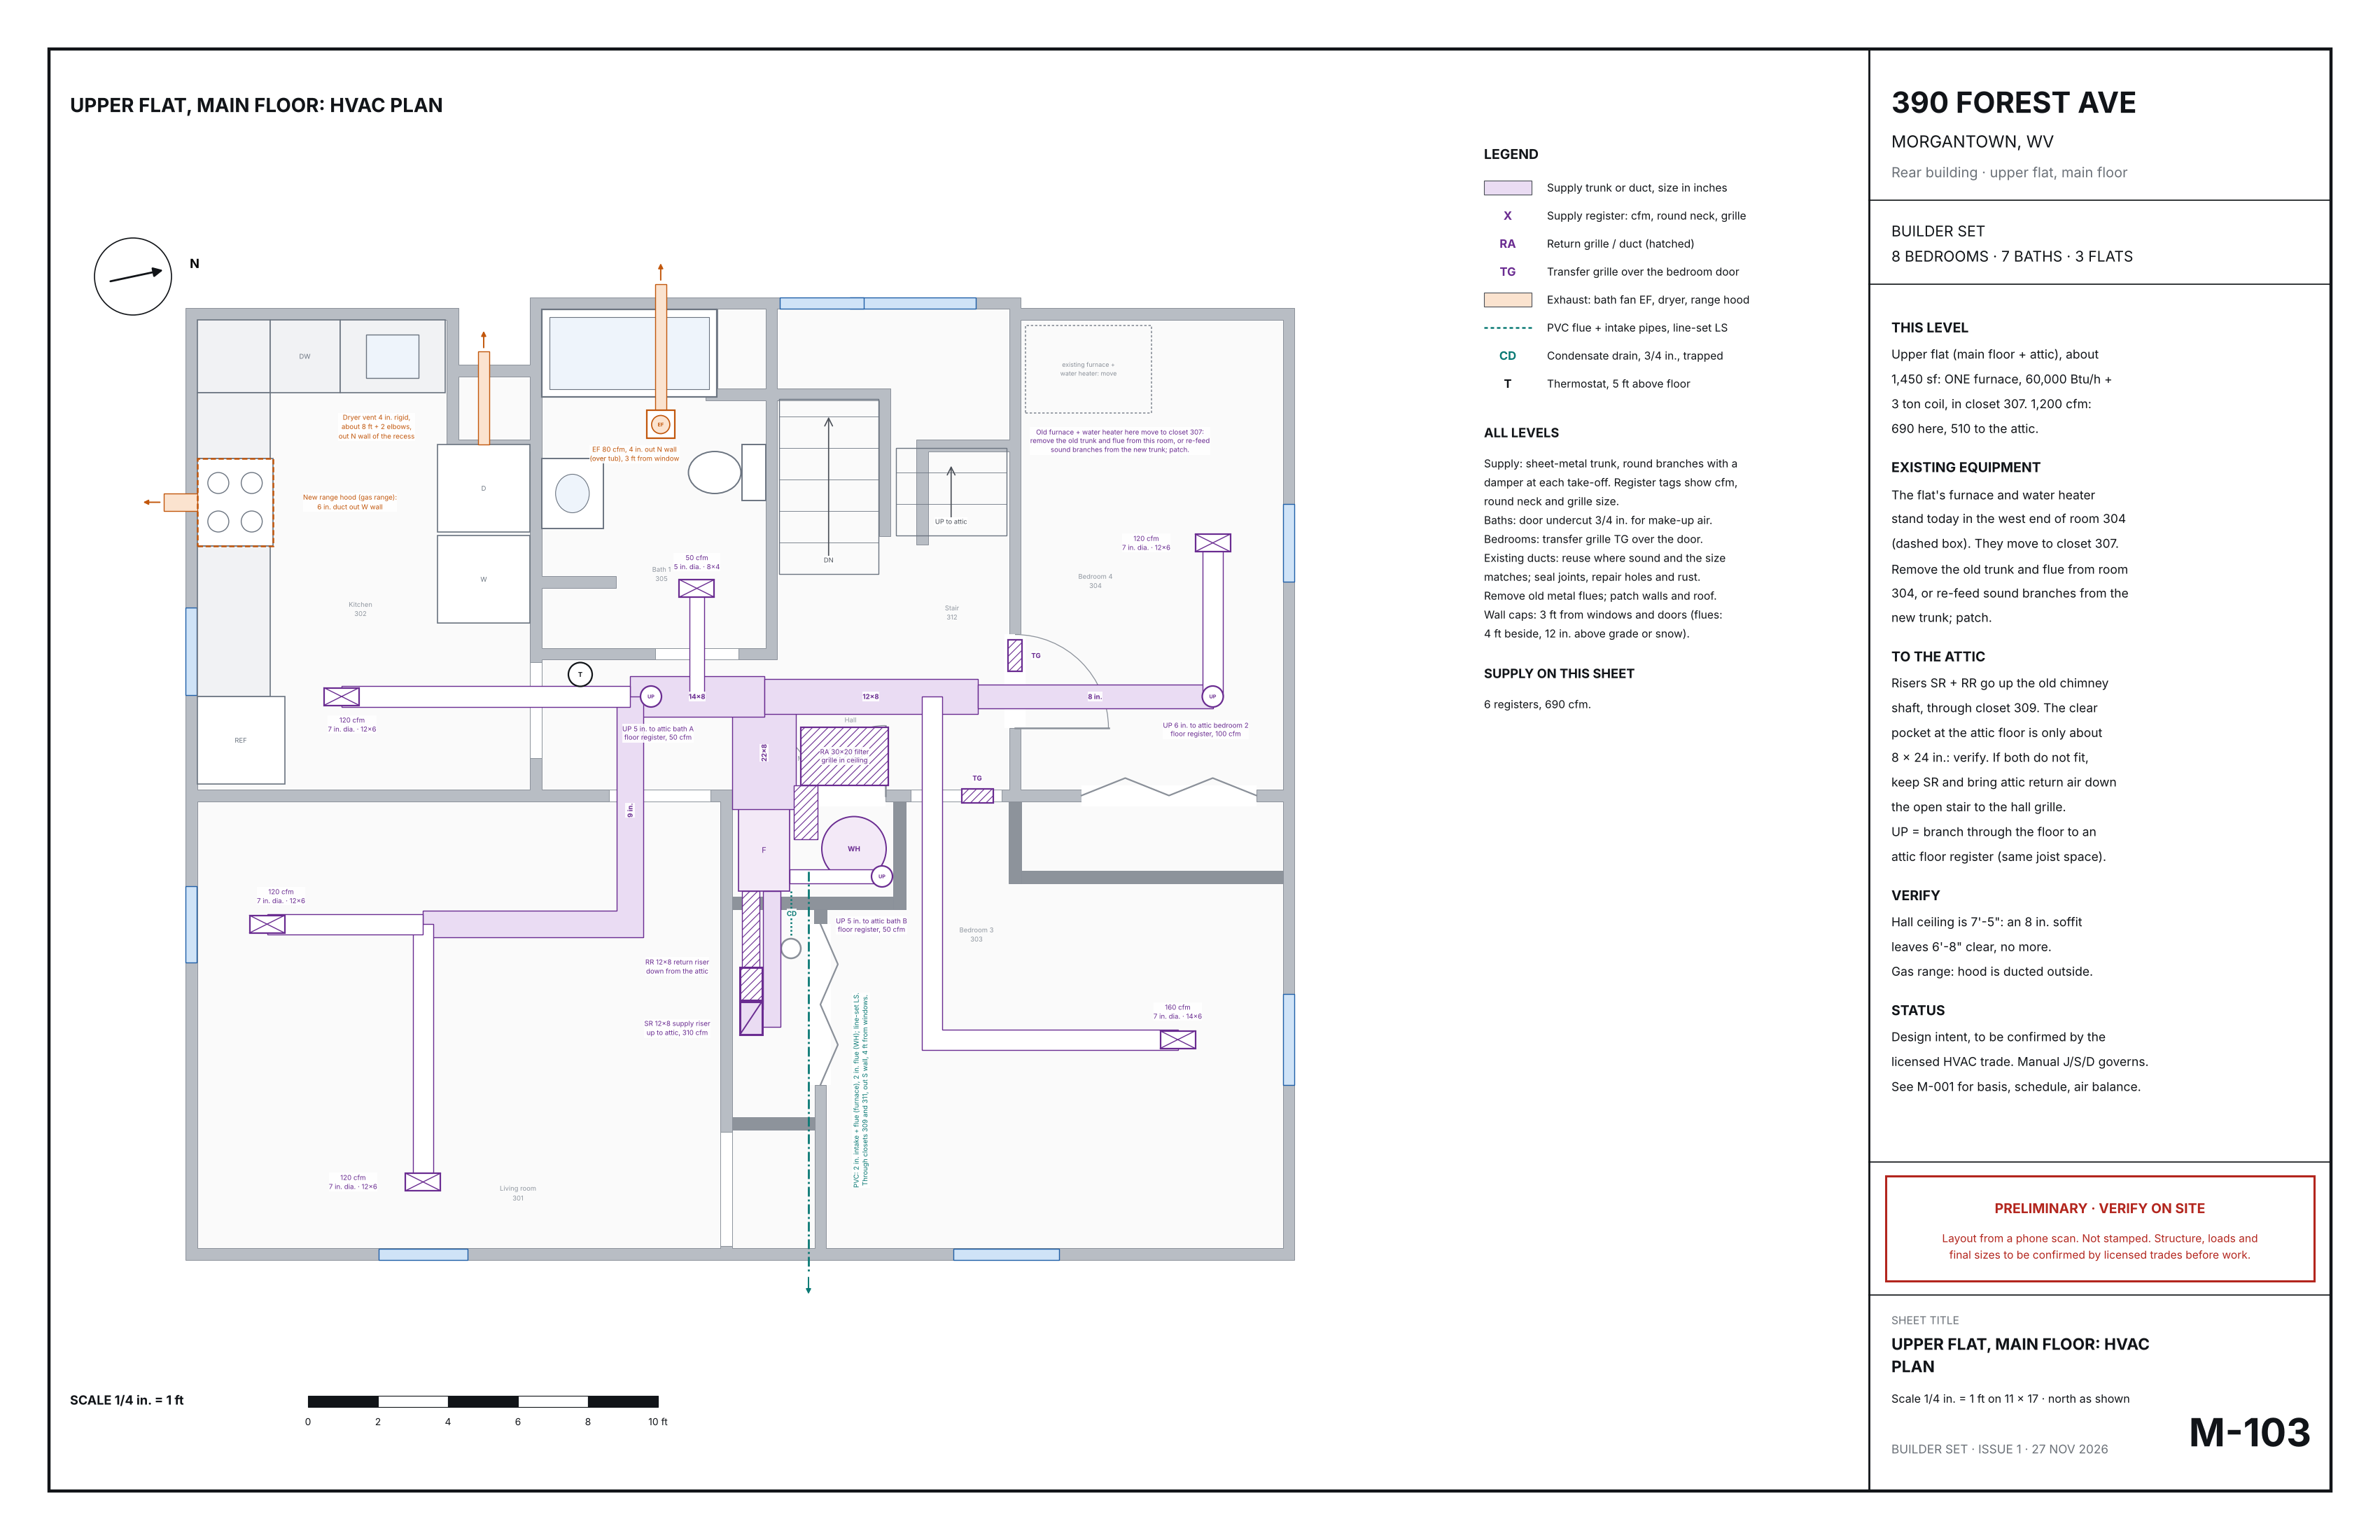 UPPER FLAT, MAIN FLOOR: HVAC PLAN
N
DW
Dryer vent 4 in. rigid,
about 8 ft + 2 elbows,
out N wall of the recess
EF
EF 80 cfm, 4 in. out N wall
(over tub), 3 ft from window
D
W
New range hood (gas range):
6 in. duct out W wall
Kitchen
302
REF
50 cfm
5 in. dia. · 8×4
Bath 1
305
DN
UP to attic
Stair
312
existing furnace +
water heater: move
Old furnace + water heater here move to closet 307:
remove the old trunk and flue from this room, or re-feed
sound branches from the new trunk; patch.
120 cfm
7 in. dia. · 12×6
Bedroom 4
304
TG
T
UP
14×8
12×8
8 in.
UP
120 cfm
7 in. dia. · 12×6
UP 5 in. to attic bath A
floor register, 50 cfm
Hall
UP 6 in. to attic bedroom 2
floor register, 100 cfm
22×8
RA 30×20 filter
grille in ceiling
TG
9 in.
F
WH
UP
120 cfm
7 in. dia. · 12×6
CD
UP 5 in. to attic bath B
floor register, 50 cfm
Bedroom 3
303
RR 12×8 return riser
down from the attic
SR 12×8 supply riser
up to attic, 310 cfm
160 cfm
7 in. dia. · 14×6
PVC: 2 in. intake + flue (furnace), 2 in. flue (WH); line-set LS.
Through closets 309 and 311, out S wall, 4 ft from windows.
120 cfm
7 in. dia. · 12×6
Living room
301
SCALE 1/4 in. = 1 ft
0 2 4 6 8 10 ft
LEGEND
Supply trunk or duct, size in inches
X Supply register: cfm, round neck, grille
RA Return grille / duct (hatched)
TG Transfer grille over the bedroom door
Exhaust: bath fan EF, dryer, range hood
PVC flue + intake pipes, line-set LS
CD Condensate drain, 3/4 in., trapped
T Thermostat, 5 ft above floor
ALL LEVELS
Supply: sheet-metal trunk, round branches with a
damper at each take-off. Register tags show cfm,
round neck and grille size.
Baths: door undercut 3/4 in. for make-up air.
Bedrooms: transfer grille TG over the door.
Existing ducts: reuse where sound and the size
matches; seal joints, repair holes and rust.
Remove old metal flues; patch walls and roof.
Wall caps: 3 ft from windows and doors (flues:
4 ft beside, 12 in. above grade or snow).
SUPPLY ON THIS SHEET
6 registers, 690 cfm.
390 FOREST AVE
MORGANTOWN, WV
Rear building · upper flat, main floor
BUILDER SET
8 BEDROOMS · 7 BATHS · 3 FLATS
THIS LEVEL
Upper flat (main floor + attic), about
1,450 sf: ONE furnace, 60,000 Btu/h +
3 ton coil, in closet 307. 1,200 cfm:
690 here, 510 to the attic.
EXISTING EQUIPMENT
The flat's furnace and water heater
stand today in the west end of room 304
(dashed box). They move to closet 307.
Remove the old trunk and flue from room
304, or re-feed sound branches from the
new trunk; patch.
TO THE ATTIC
Risers SR + RR go up the old chimney
shaft, through closet 309. The clear
pocket at the attic floor is only about
8 × 24 in.: verify. If both do not fit,
keep SR and bring attic return air down
the open stair to the hall grille.
UP = branch through the floor to an
attic floor register (same joist space).
VERIFY
Hall ceiling is 7'-5": an 8 in. soffit
leaves 6'-8" clear, no more.
Gas range: hood is ducted outside.
STATUS
Design intent, to be confirmed by the
licensed HVAC trade. Manual J/S/D governs.
See M-001 for basis, schedule, air balance.
PRELIMINARY · VERIFY ON SITE
Layout from a phone scan. Not stamped. Structure, loads and
final sizes to be confirmed by licensed trades before work.
SHEET TITLE
UPPER FLAT, MAIN FLOOR: HVAC
PLAN
Scale 1/4 in. = 1 ft on 11 × 17 · north as shown
BUILDER SET · ISSUE 1 · 27 NOV 2026
M-103